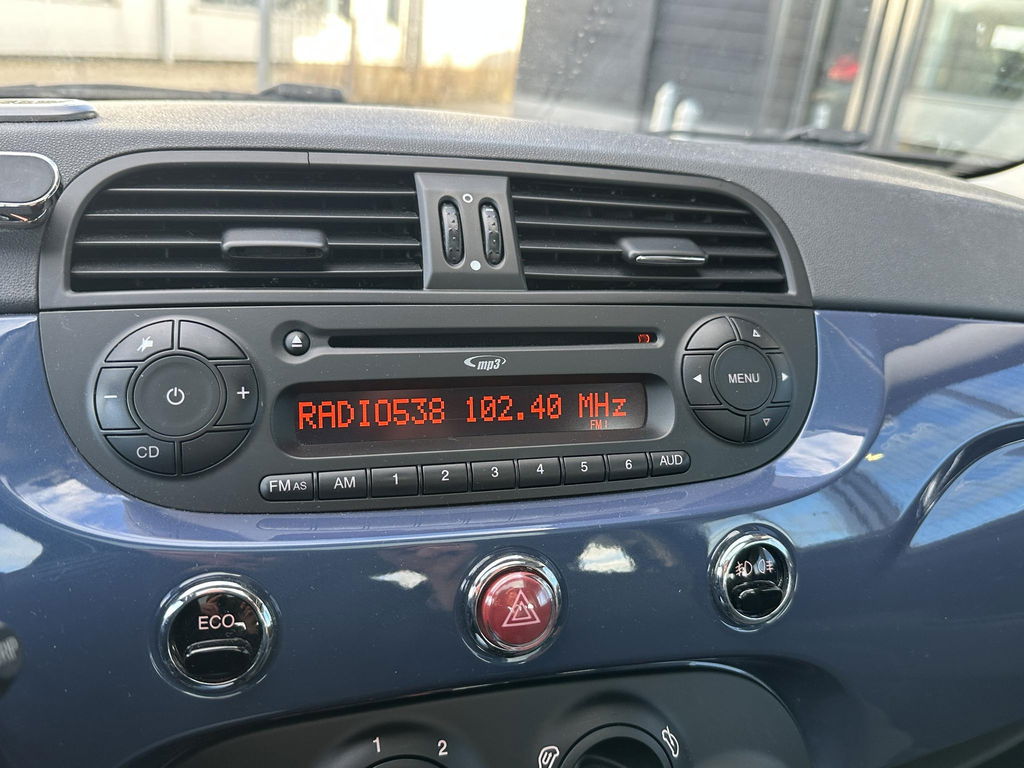 mp3
RADIO538 102.40 MHz
FM1
MENU
CD
FM AS AM 1 2 3 4 5 6 AUD
ECO
1 2